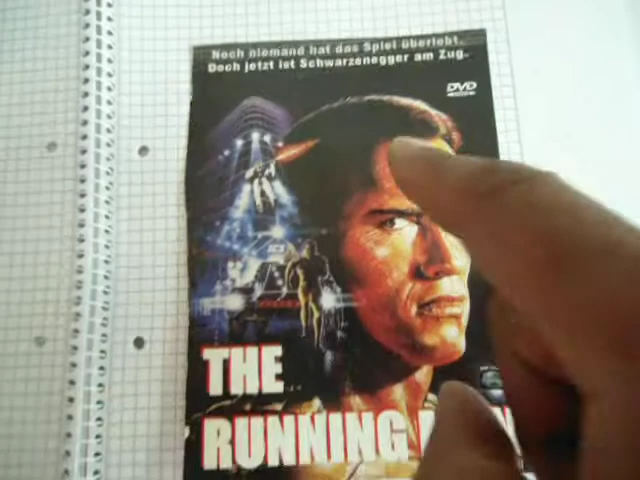 Noch niemand hat das Spiel überlebt.
Doch jetzt ist Schwarzenegger am Zug.
DVD
THE
RUNNING